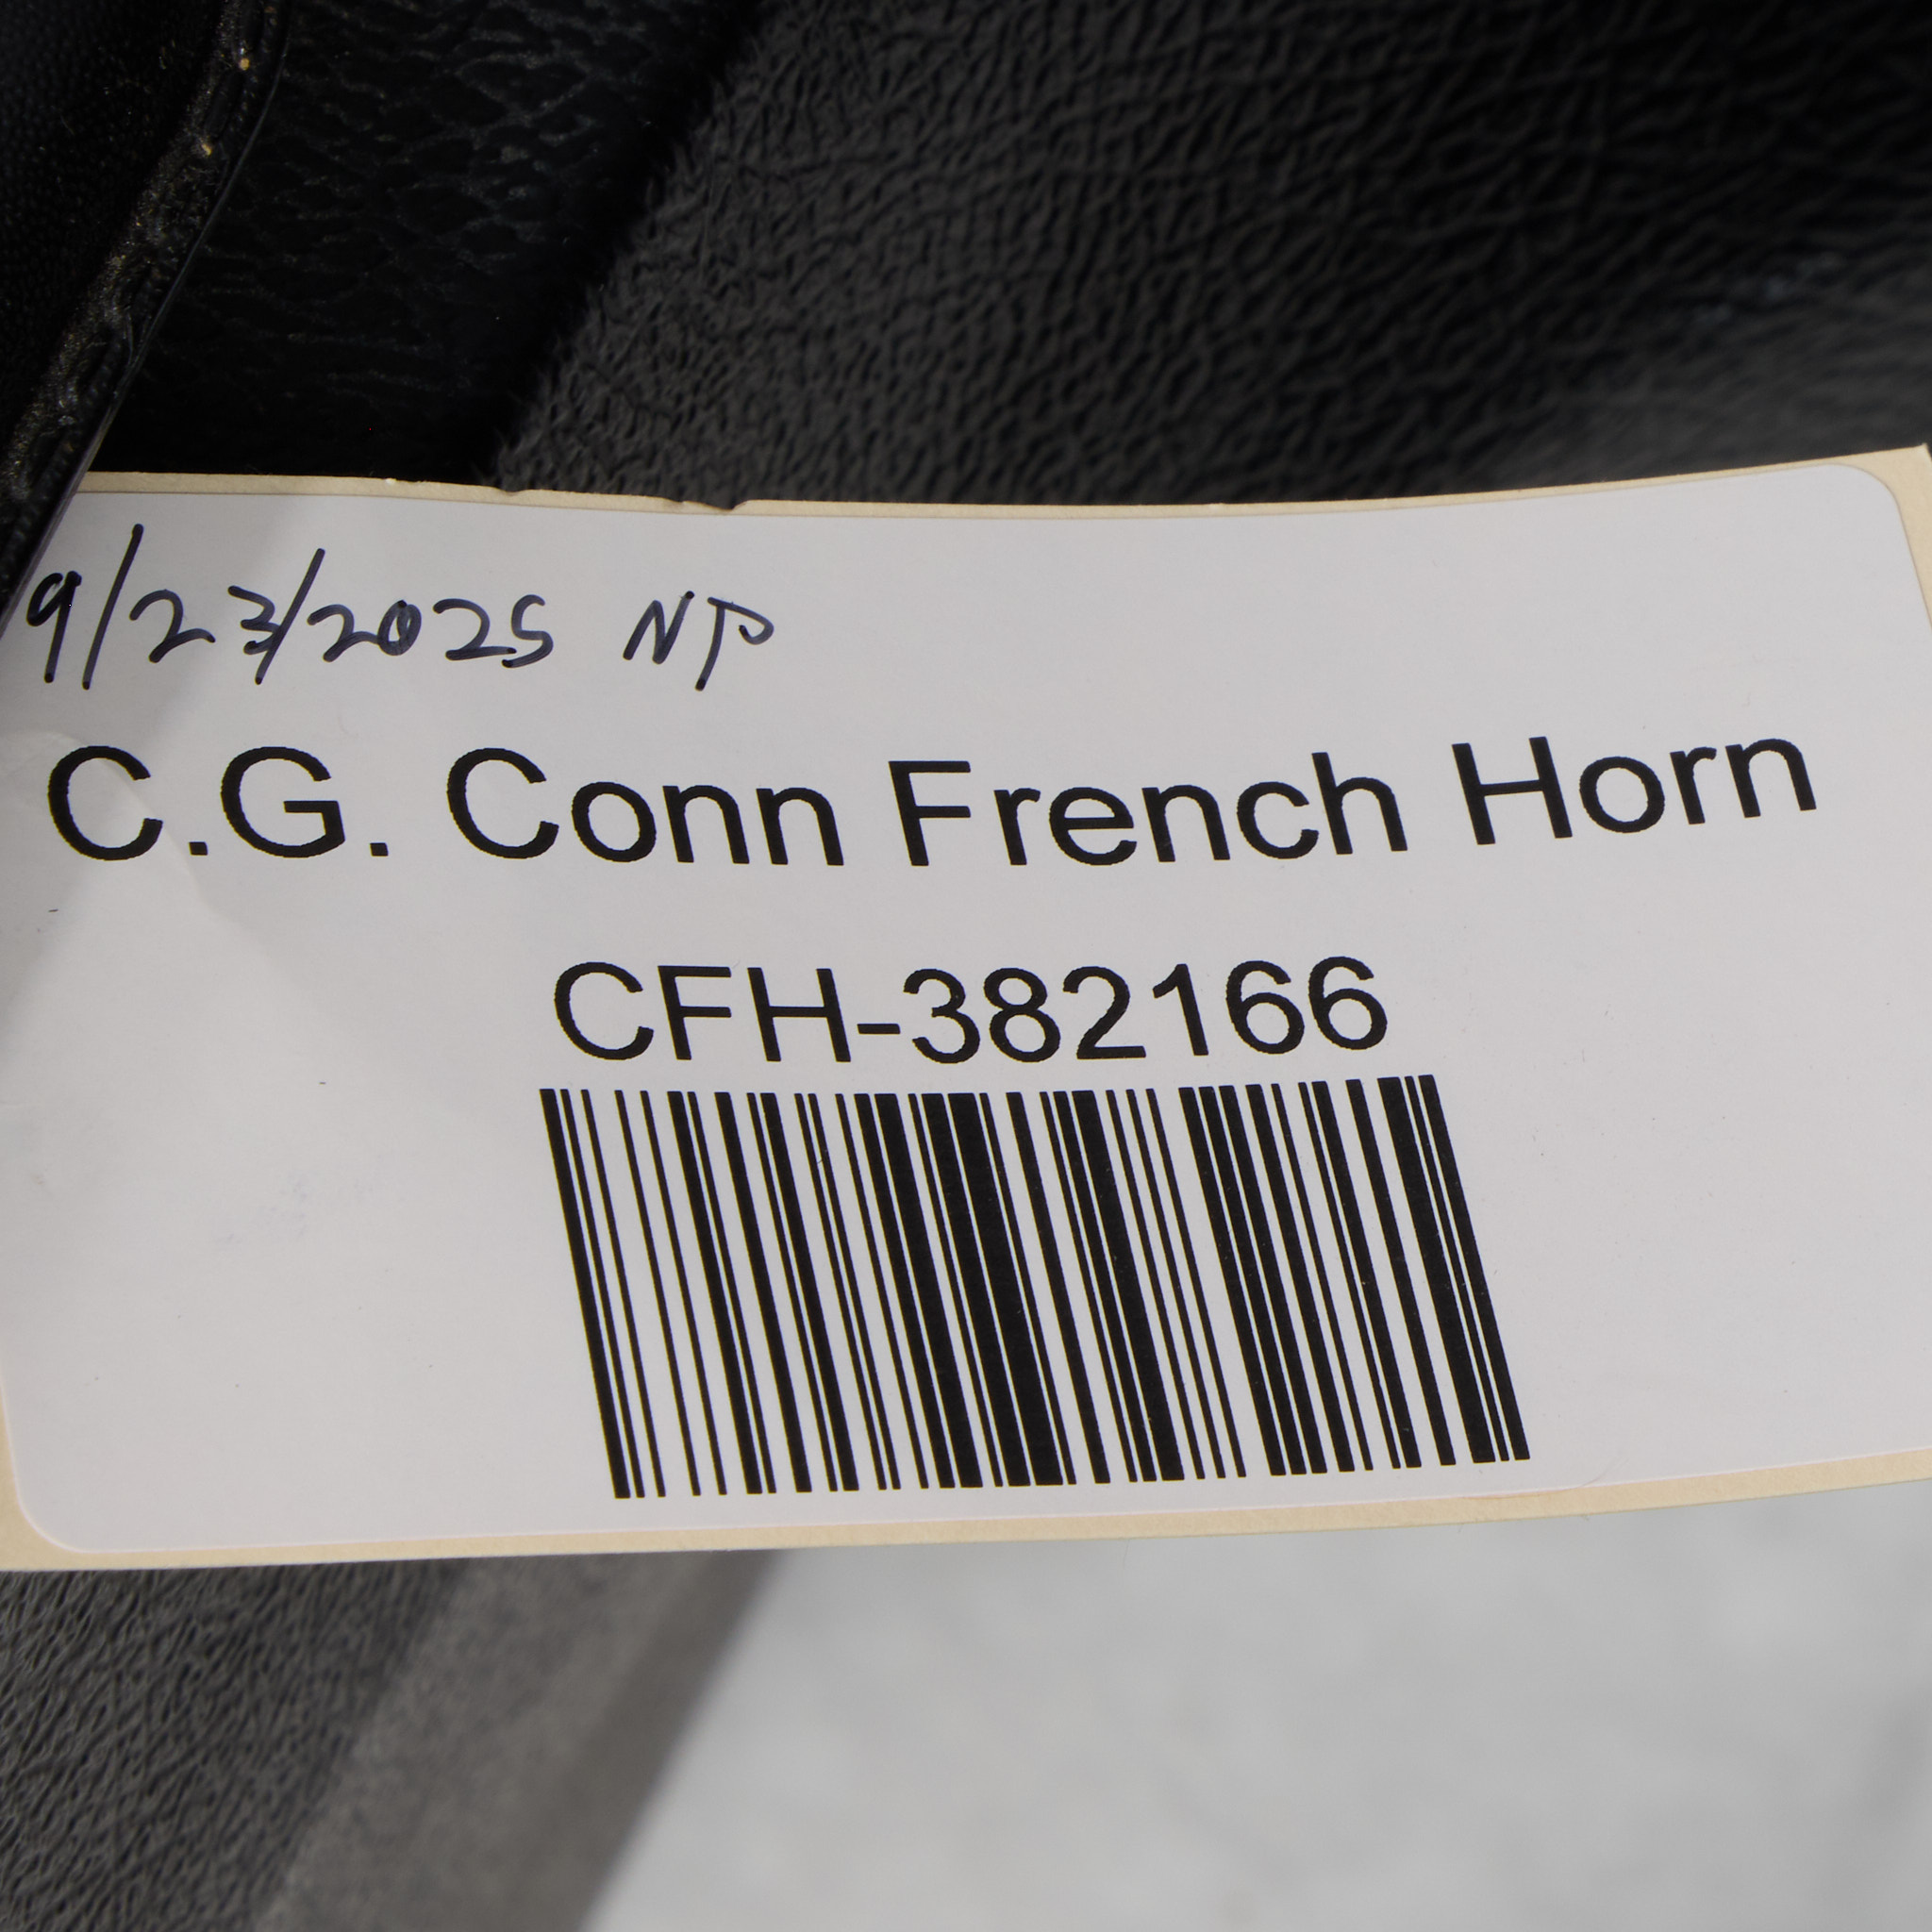 9/23/2025 NP
C.G. Conn French Horn
CFH-382166